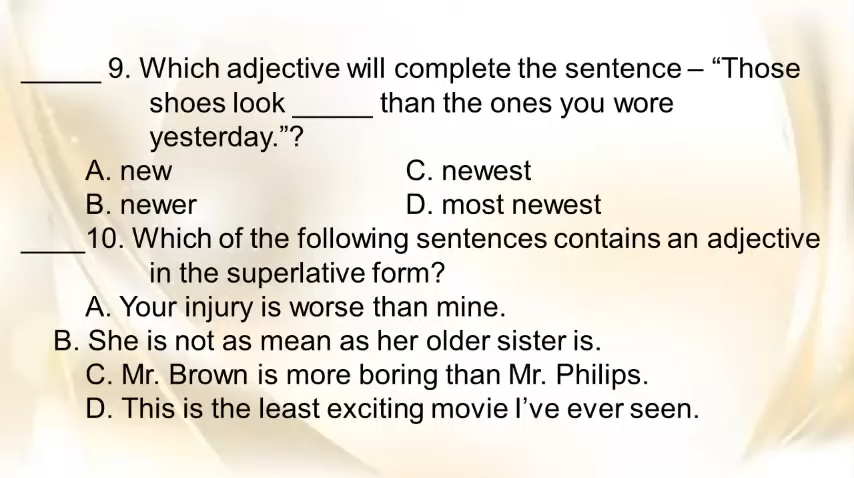 _____ 9. Which adjective will complete the sentence – “Those
shoes look _____ than the ones you wore
yesterday.”?
A. new C. newest
B. newer D. most newest
____10. Which of the following sentences contains an adjective
in the superlative form?
A. Your injury is worse than mine.
B. She is not as mean as her older sister is.
C. Mr. Brown is more boring than Mr. Philips.
D. This is the least exciting movie I’ve ever seen.